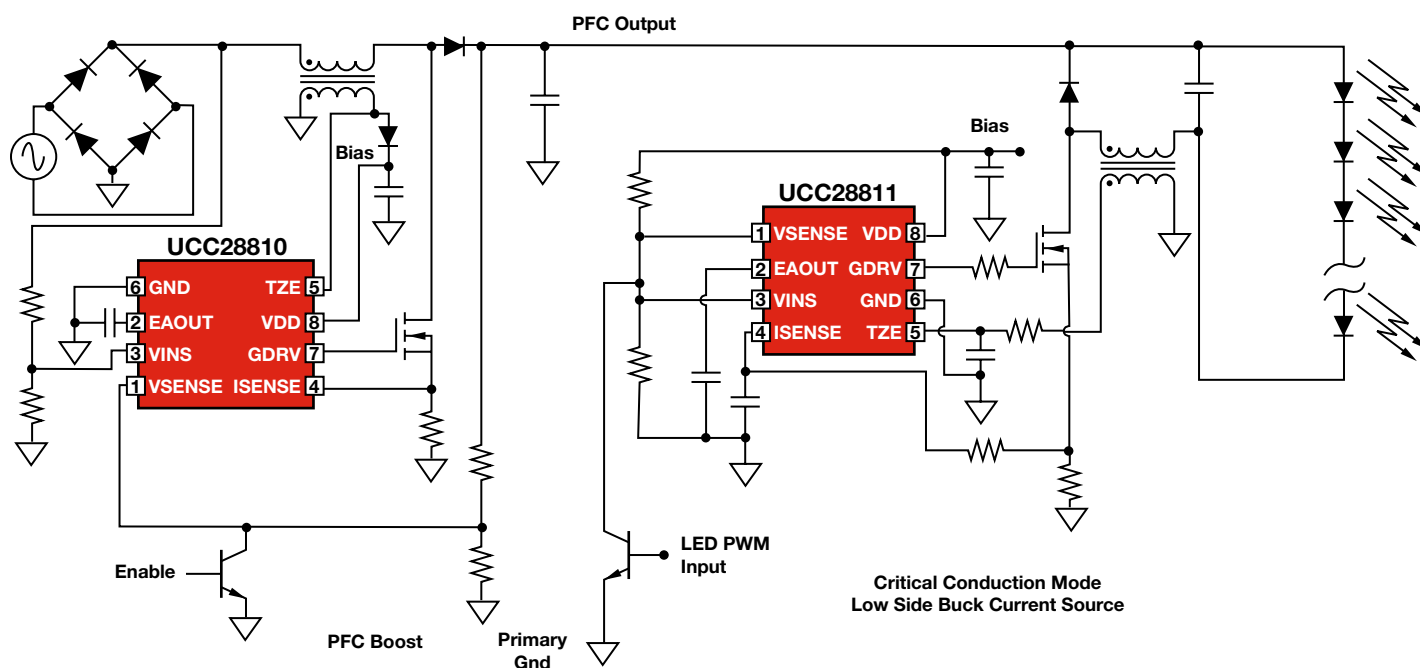 PFC Output
Bias
Bias
UCC28810
6 GND TZE 5
2 EAOUT VDD 8
3 VINS GDRV 7
1 VSENSE ISENSE 4
UCC28811
1 VSENSE VDD 8
2 EAOUT GDRV 7
3 VINS GND 6
4 ISENSE TZE 5
Enable
LED PWM
Input
Critical Conduction Mode
Low Side Buck Current Source
PFC Boost
Primary
Gnd